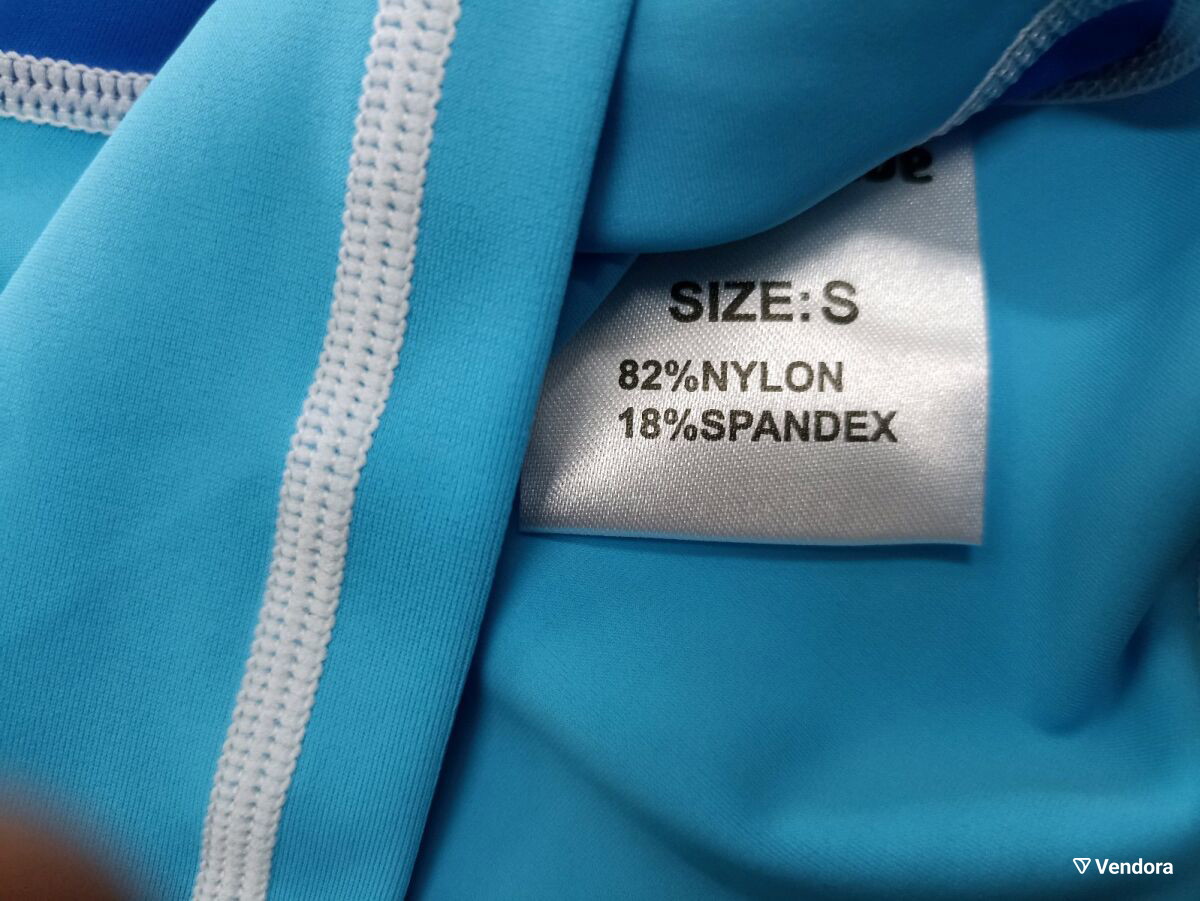 SIZE: S
82%NYLON
18%SPANDEX
Vendora